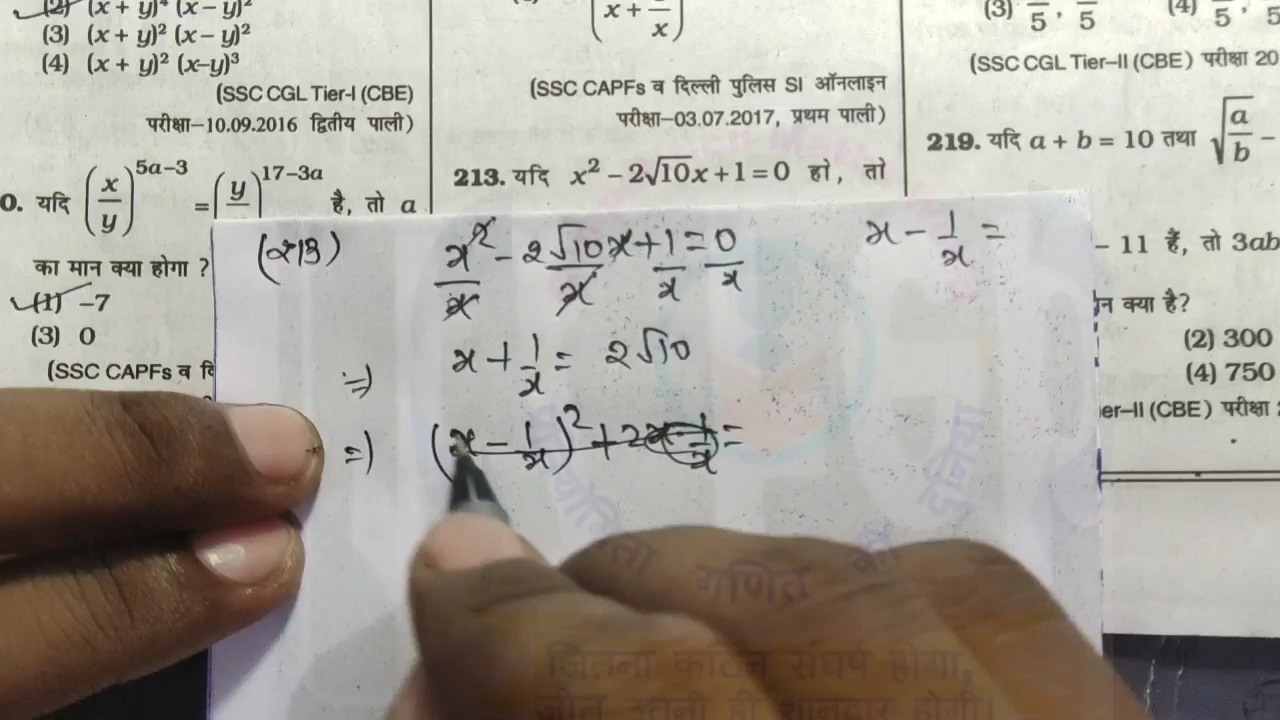 (2) (x + y)⁴ (x – y)²
(3) (x + y)² (x – y)²
(4) (x + y)² (x–y)³
(SSC CGL Tier-I (CBE)
परीक्षा–10.09.2016 द्वितीय पाली)
0. यदि (x/y)^5a–3 = (y/)^17–3a है, तो a
का मान क्या होगा ?
(1) –7
(3) 0
(SSC CAPFs व दि
(x + /x)
(SSC CAPFs व दिल्ली पुलिस SI ऑनलाइन
परीक्षा–03.07.2017, प्रथम पाली)
213. यदि x² – 2√10x + 1 = 0 हो, तो
(3) /5, /5 (4) /5, 5
(SSC CGL Tier–II (CBE) परीक्षा 20
219. यदि a + b = 10 तथा √a/b –
– 11 हैं, तो 3ab
न क्या है?
(2) 300
(4) 750
er–II (CBE) परीक्षा
(213) x²/x - 2√10x/x + 1/x = 0/x
x - 1/x =
⇒ x + 1/x = 2√10
⇒ (x - 1/x)² + 2x·1/x =
गणित
दुनिया
जितना कठिन संघर्ष होगा,
जीत उतनी ही शानदार होगी।